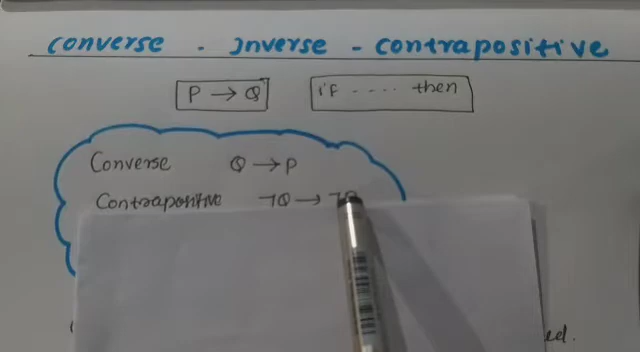 converse - Inverse - contrapositive
P → Q if ---- then
Converse Q → P
Contrapositive ¬Q →